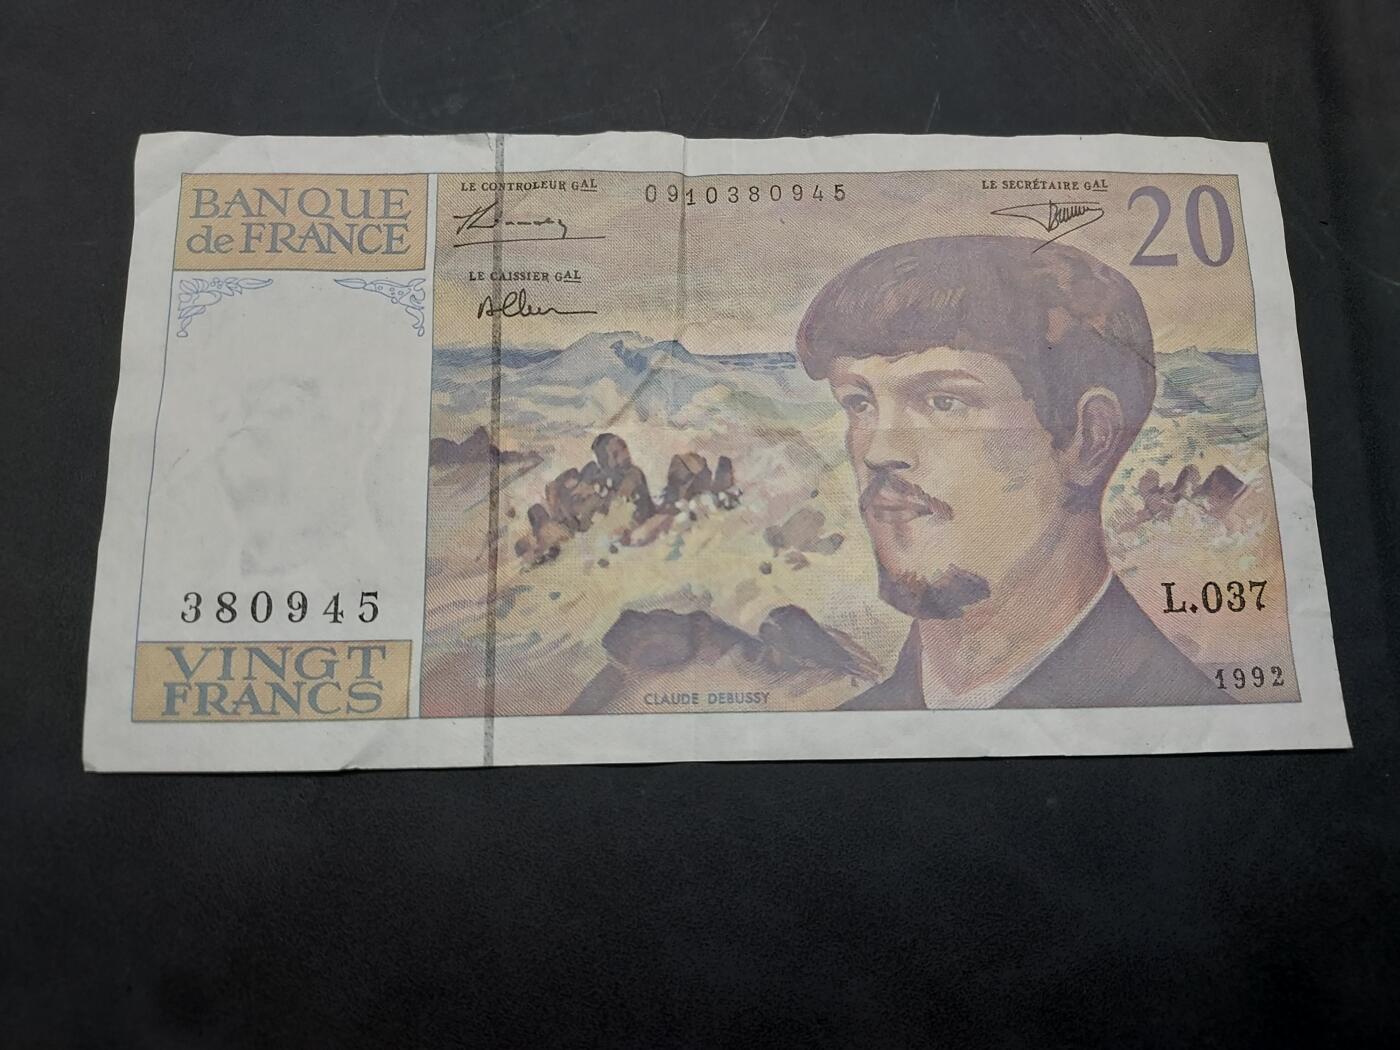 BANQUE
de FRANCE
LE CONTROLEUR GAL
0910380945
LE SECRÉTAIRE GAL
20
LE CAISSIER GAL
380945
L.037
VINGT
FRANCS
1992
CLAUDE DEBUSSY